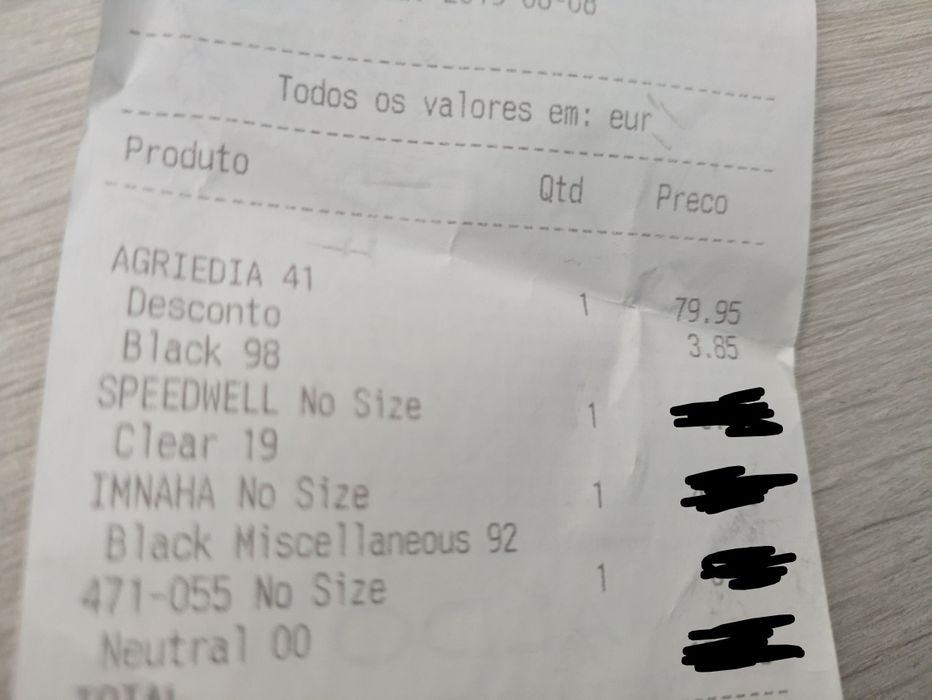 Todos os valores em: eur
Produto Qtd Preco
AGRIEDIA 41 1 79.95
Desconto 3.85
Black 98
SPEEDWELL No Size 1
Clear 19
IMNAHA No Size 1
Black Miscellaneous 92
471-055 No Size 1
Neutral 00
TOTAL